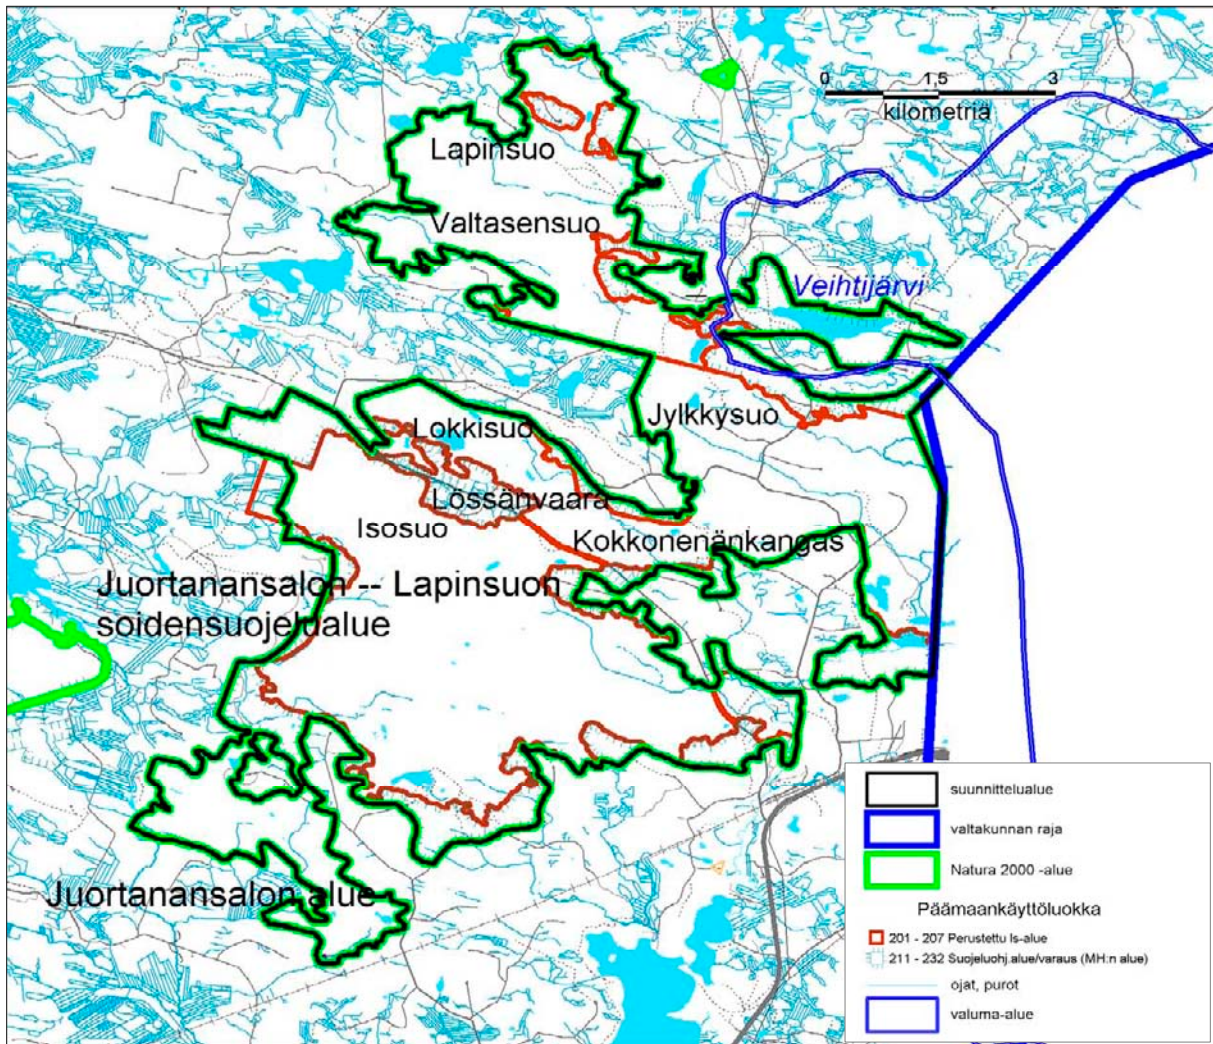 0 1,5 3
kilometria
Lapinsuo
Valtasensuo
Veihtijärvi
Jylkkysuo
Lokkisuo
Lössänvaara
Isosuo
Kokkonenänkangas
Juortanansalon -- Lapinsuon
soidensuojelualue
Juortanansalon alue
suunnittelualue
valtakunnan raja
Natura 2000 -alue
Päämaankäyttöluokka
201 - 207 Perustettu ls-alue
211 - 232 Suojeluohj.alue/varaus (MH:n alue)
ojat, purot
valuma-alue